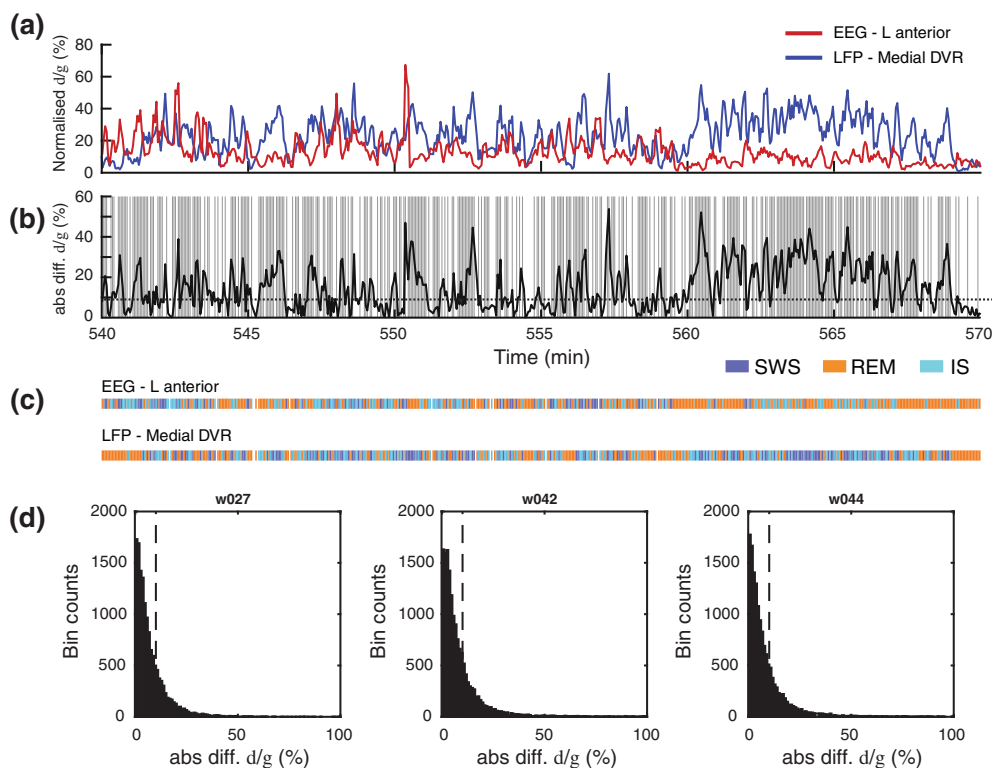 (a)
Normalised d/g (%)
80
60
40
20
0
EEG - L anterior
LFP - Medial DVR
(b)
abs diff. d/g (%)
60
40
20
0
540
545
550
555
560
565
570
Time (min)
SWS
REM
IS
(c)
EEG - L anterior
LFP - Medial DVR
(d)
w027
Bin counts
2000
1500
1000
500
0
0
50
100
abs diff. d/g (%)
w042
Bin counts
2000
1500
1000
500
0
0
50
100
abs diff. d/g (%)
w044
Bin counts
2000
1500
1000
500
0
0
50
100
abs diff. d/g (%)